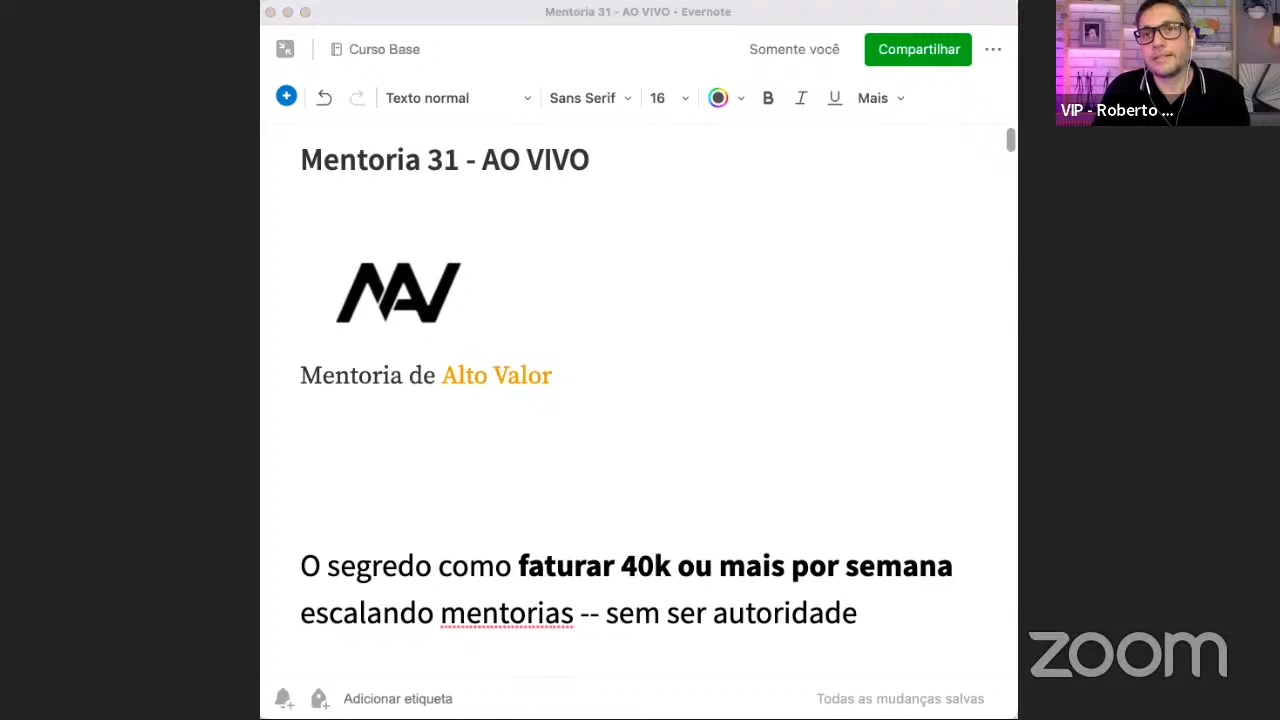 Mentoria 31 - AO VIVO - Evernote
Curso Base
Somente você
Compartilhar
Texto normal
Sans Serif
16
B
I
U
Mais
VIP - Roberto ...
Mentoria 31 - AO VIVO
MAV
Mentoria de Alto Valor
O segredo como faturar 40k ou mais por semana
escalando mentorias -- sem ser autoridade
zoom
Adicionar etiqueta
Todas as mudanças salvas